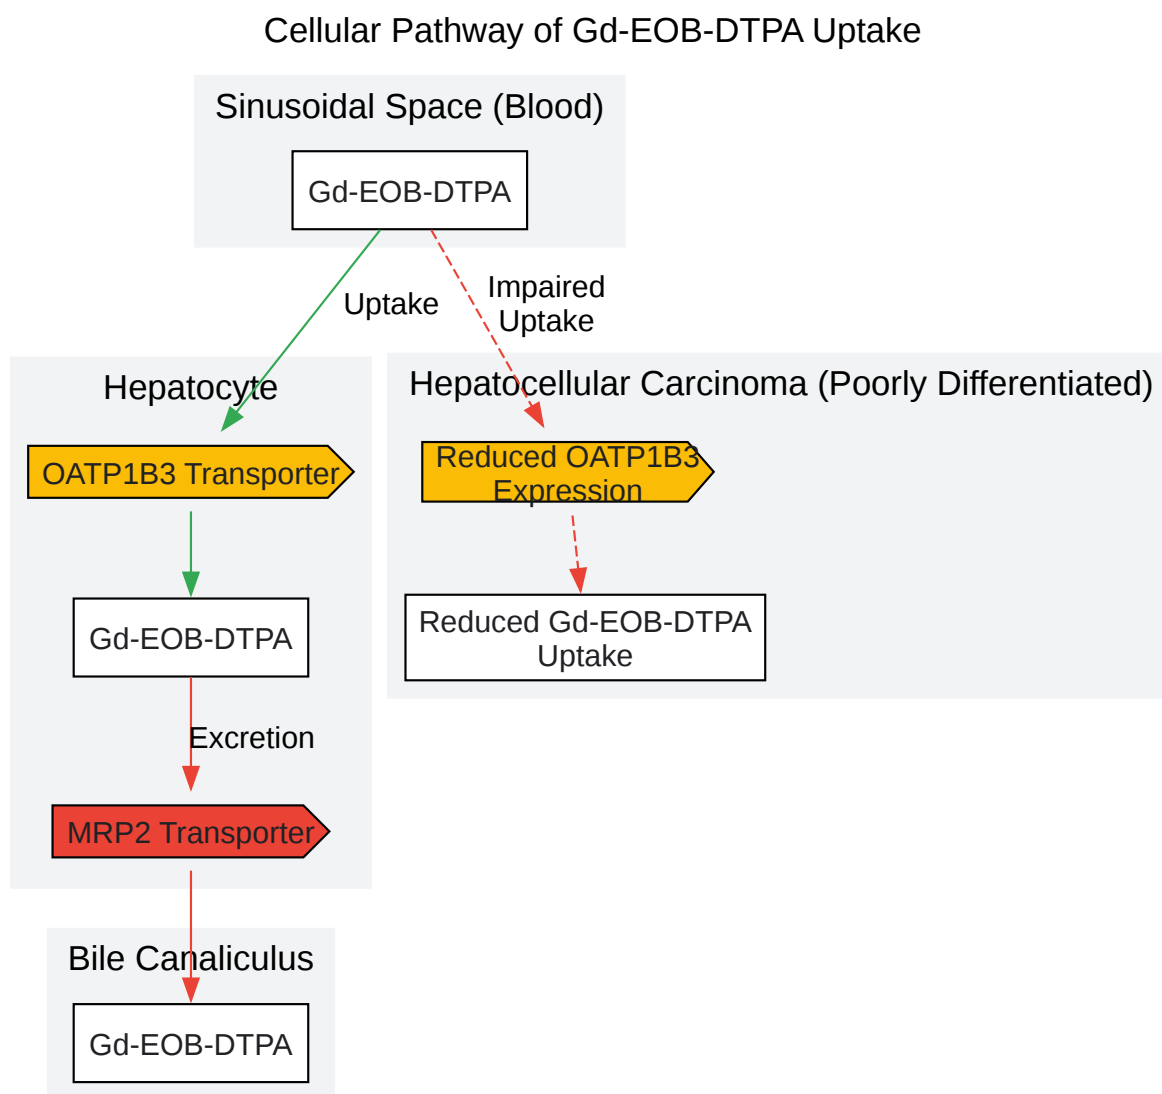 Cellular Pathway of Gd-EOB-DTPA Uptake
Sinusoidal Space (Blood)
Gd-EOB-DTPA
Uptake
Impaired
Uptake
Hepatocyte
OATP1B3 Transporter
Gd-EOB-DTPA
Excretion
MRP2 Transporter
Bile Canaliculus
Gd-EOB-DTPA
Hepatocellular Carcinoma (Poorly Differentiated)
Reduced OATP1B3
Expression
Reduced Gd-EOB-DTPA
Uptake